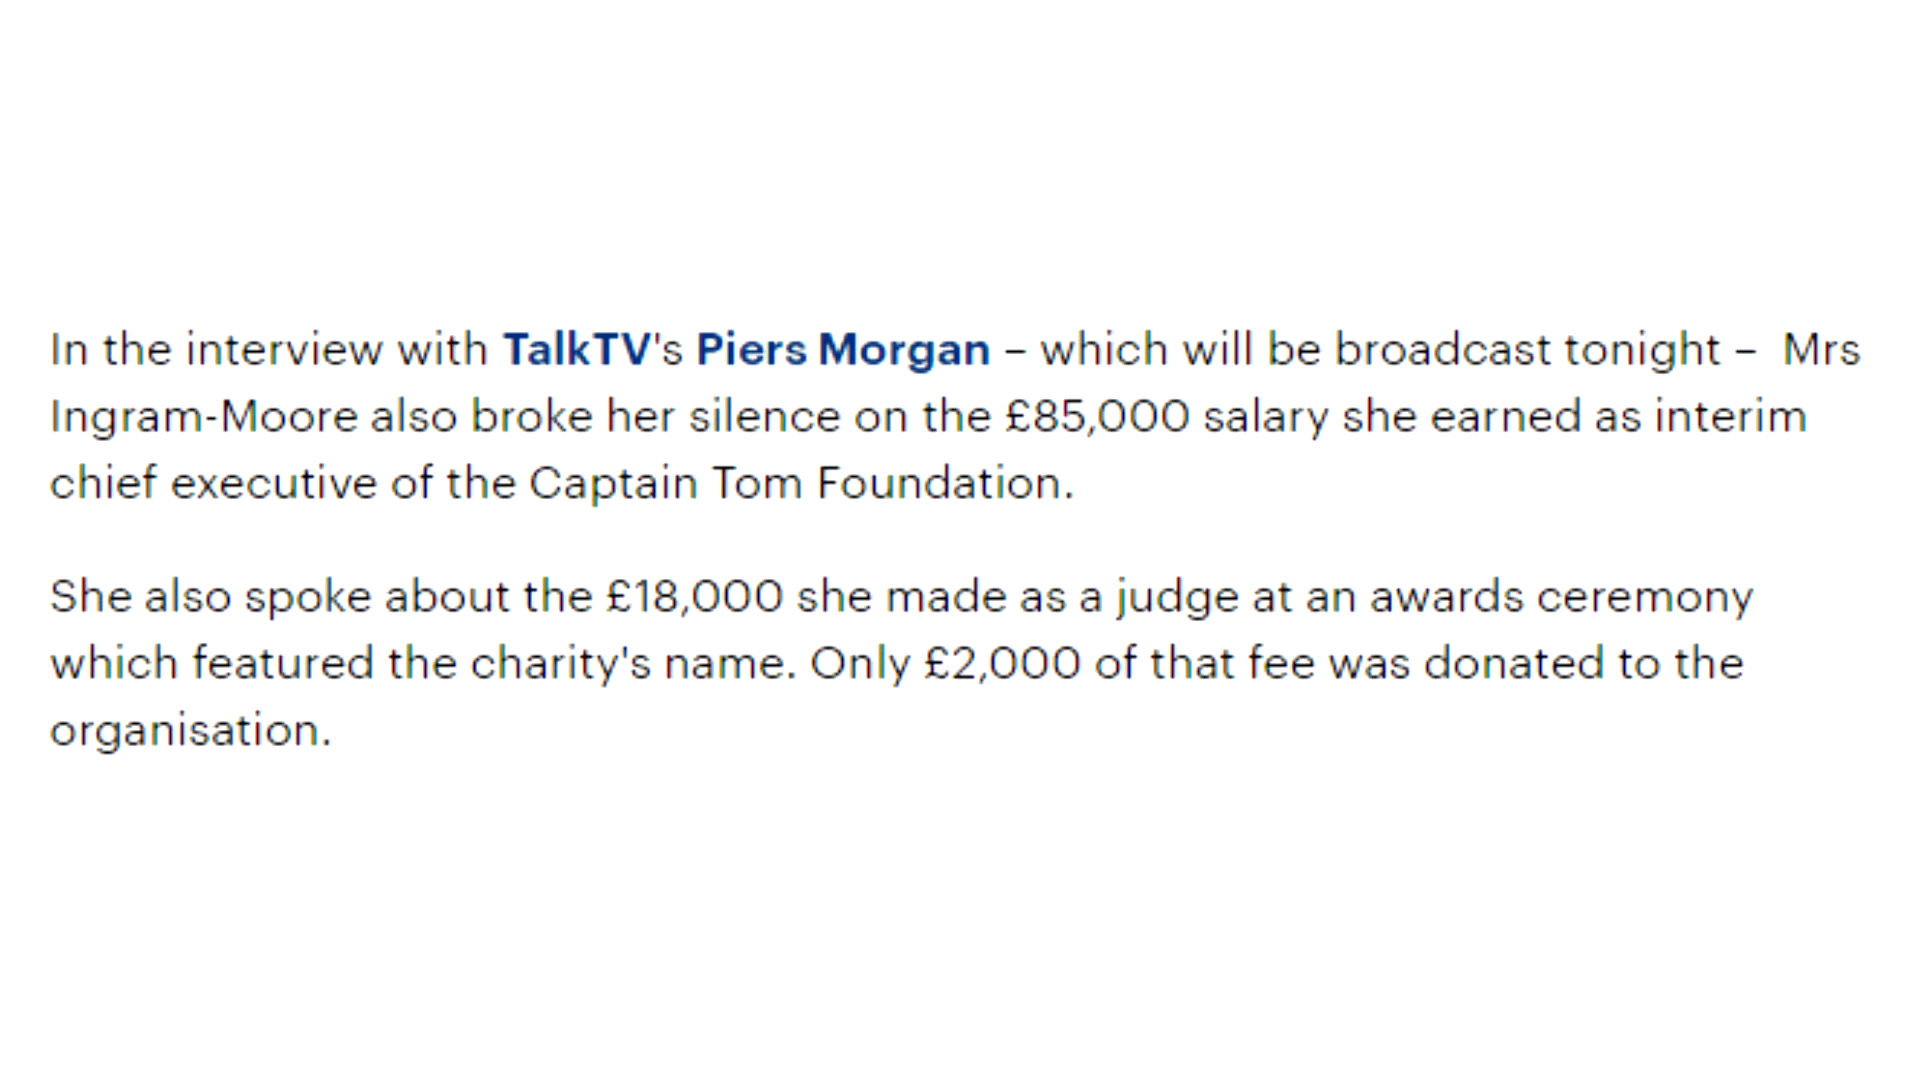 In the interview with TalkTV's Piers Morgan – which will be broadcast tonight –  Mrs
Ingram-Moore also broke her silence on the £85,000 salary she earned as interim
chief executive of the Captain Tom Foundation.
She also spoke about the £18,000 she made as a judge at an awards ceremony
which featured the charity's name. Only £2,000 of that fee was donated to the
organisation.